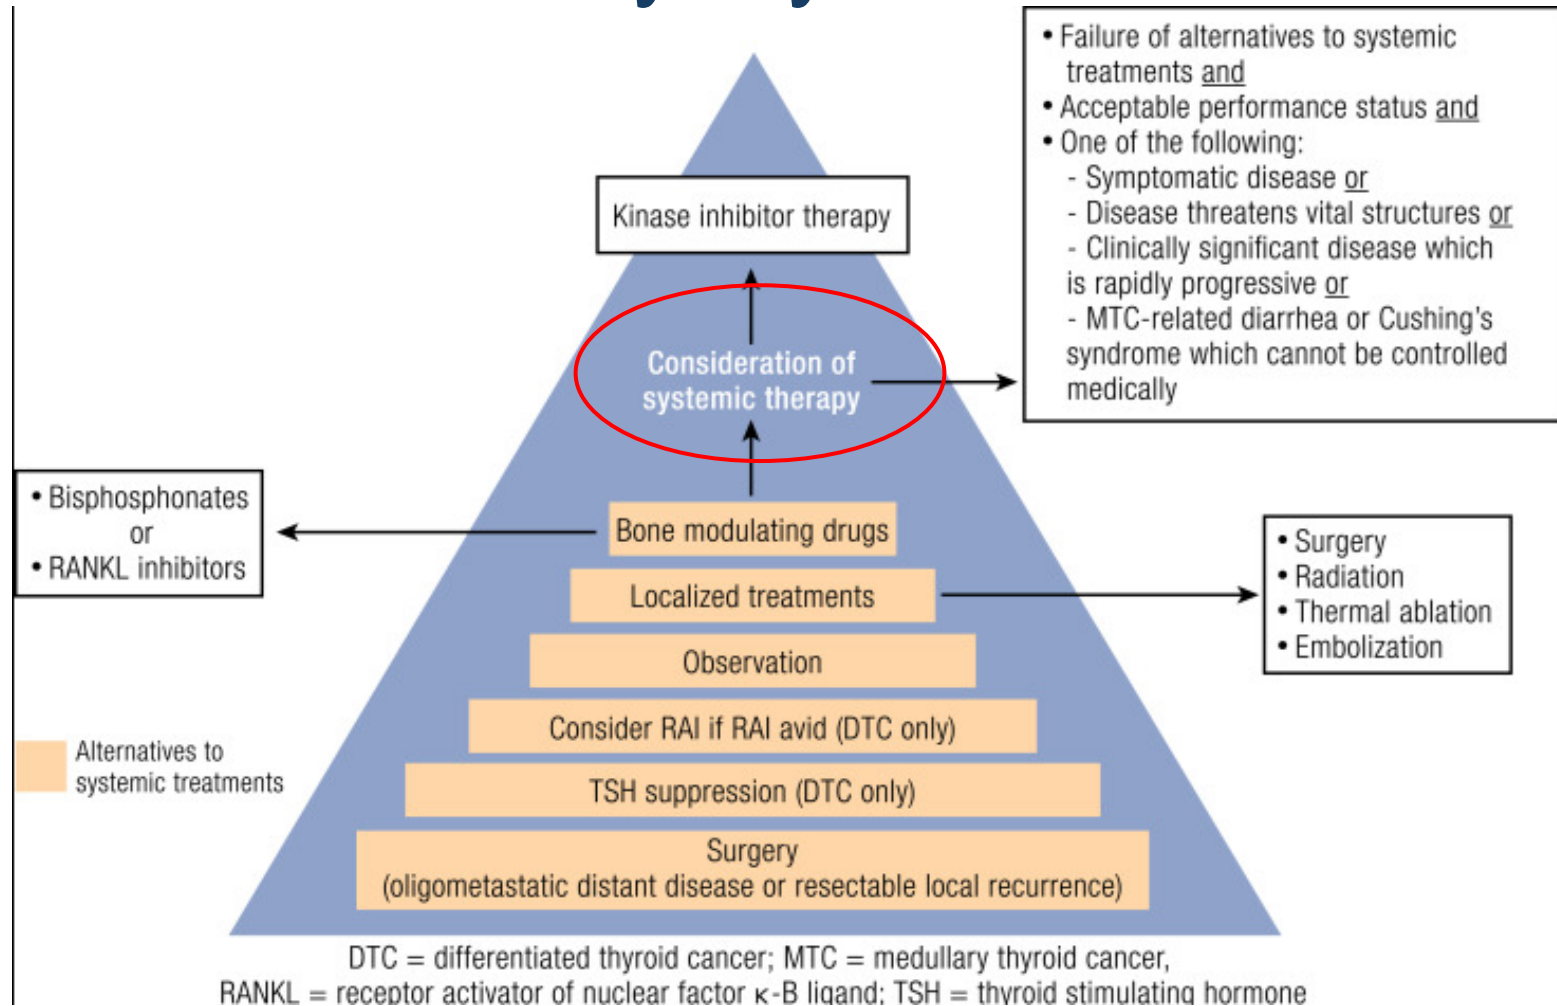 • Failure of alternatives to systemic
treatments and
• Acceptable performance status and
• One of the following:
- Symptomatic disease or
- Disease threatens vital structures or
- Clinically significant disease which
is rapidly progressive or
- MTC-related diarrhea or Cushing's
syndrome which cannot be controlled
medically
Kinase inhibitor therapy
Consideration of
systemic therapy
• Bisphosphonates
or
• RANKL inhibitors
Bone modulating drugs
Localized treatments
• Surgery
• Radiation
• Thermal ablation
• Embolization
Observation
Consider RAI if RAI avid (DTC only)
TSH suppression (DTC only)
Surgery
(oligometastatic distant disease or resectable local recurrence)
Alternatives to
systemic treatments
DTC = differentiated thyroid cancer; MTC = medullary thyroid cancer,
RANKL = receptor activator of nuclear factor κ-B ligand; TSH = thyroid stimulating hormone